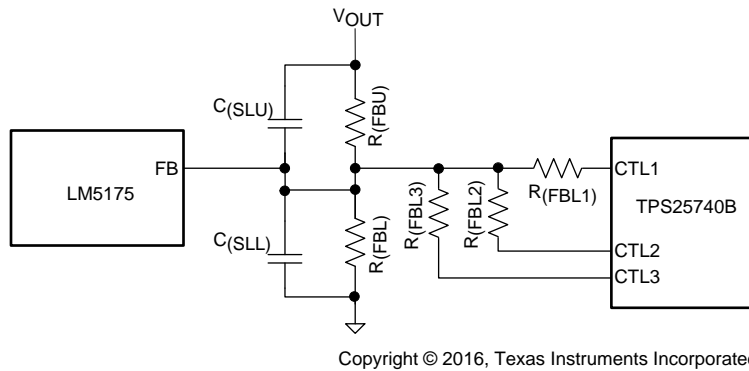 VOUT
C(SLU)
R(FBU)
LM5175
FB
R(FBL1)
CTL1
TPS25740B
C(SLL)
R(FBL)
R(FBL3)
R(FBL2)
CTL2
CTL3
Copyright © 2016, Texas Instruments Incorporated